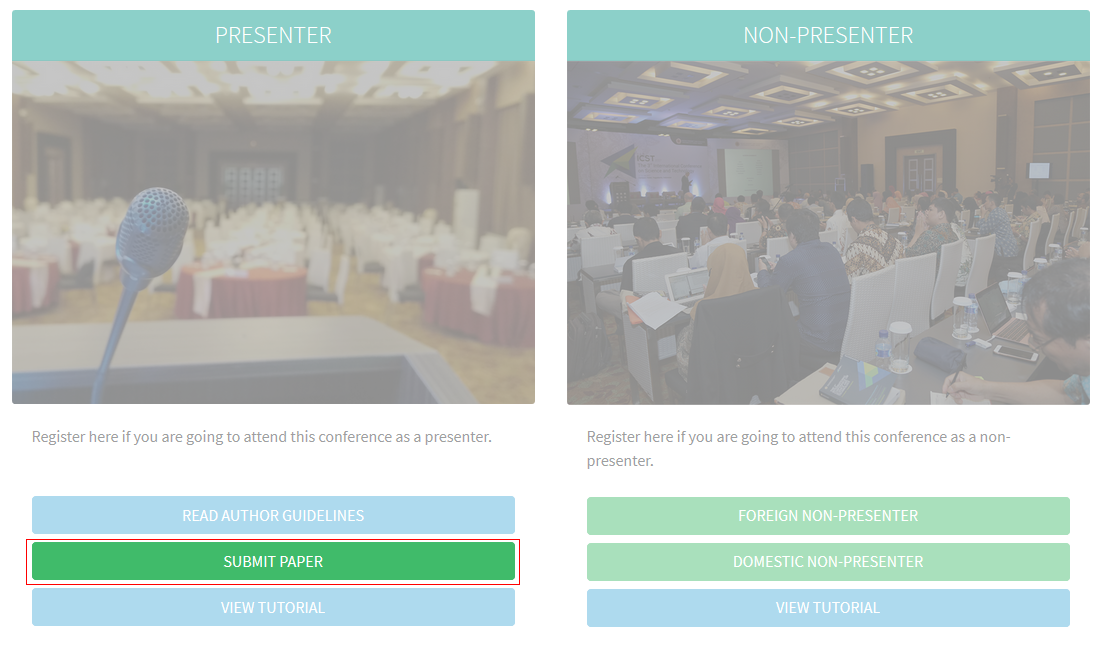 PRESENTER
Register here if you are going to attend this conference as a presenter.
READ AUTHOR GUIDELINES
SUBMIT PAPER
VIEW TUTORIAL
NON-PRESENTER
ICST
Register here if you are going to attend this conference as a non-
presenter.
FOREIGN NON-PRESENTER
DOMESTIC NON-PRESENTER
VIEW TUTORIAL